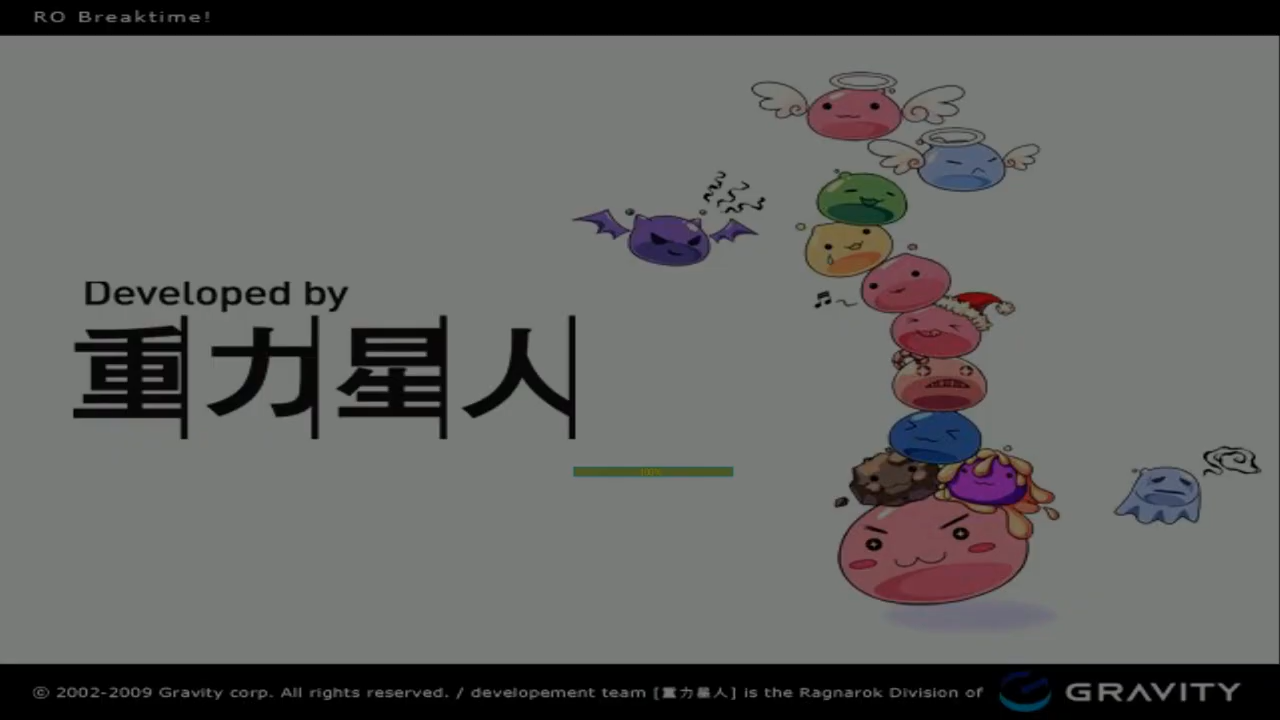 RO Breaktime!
Developed by
重力星人
100%
© 2002-2009 Gravity corp. All rights reserved. / developement team [重力星人] is the Ragnarok Division of GRAVITY